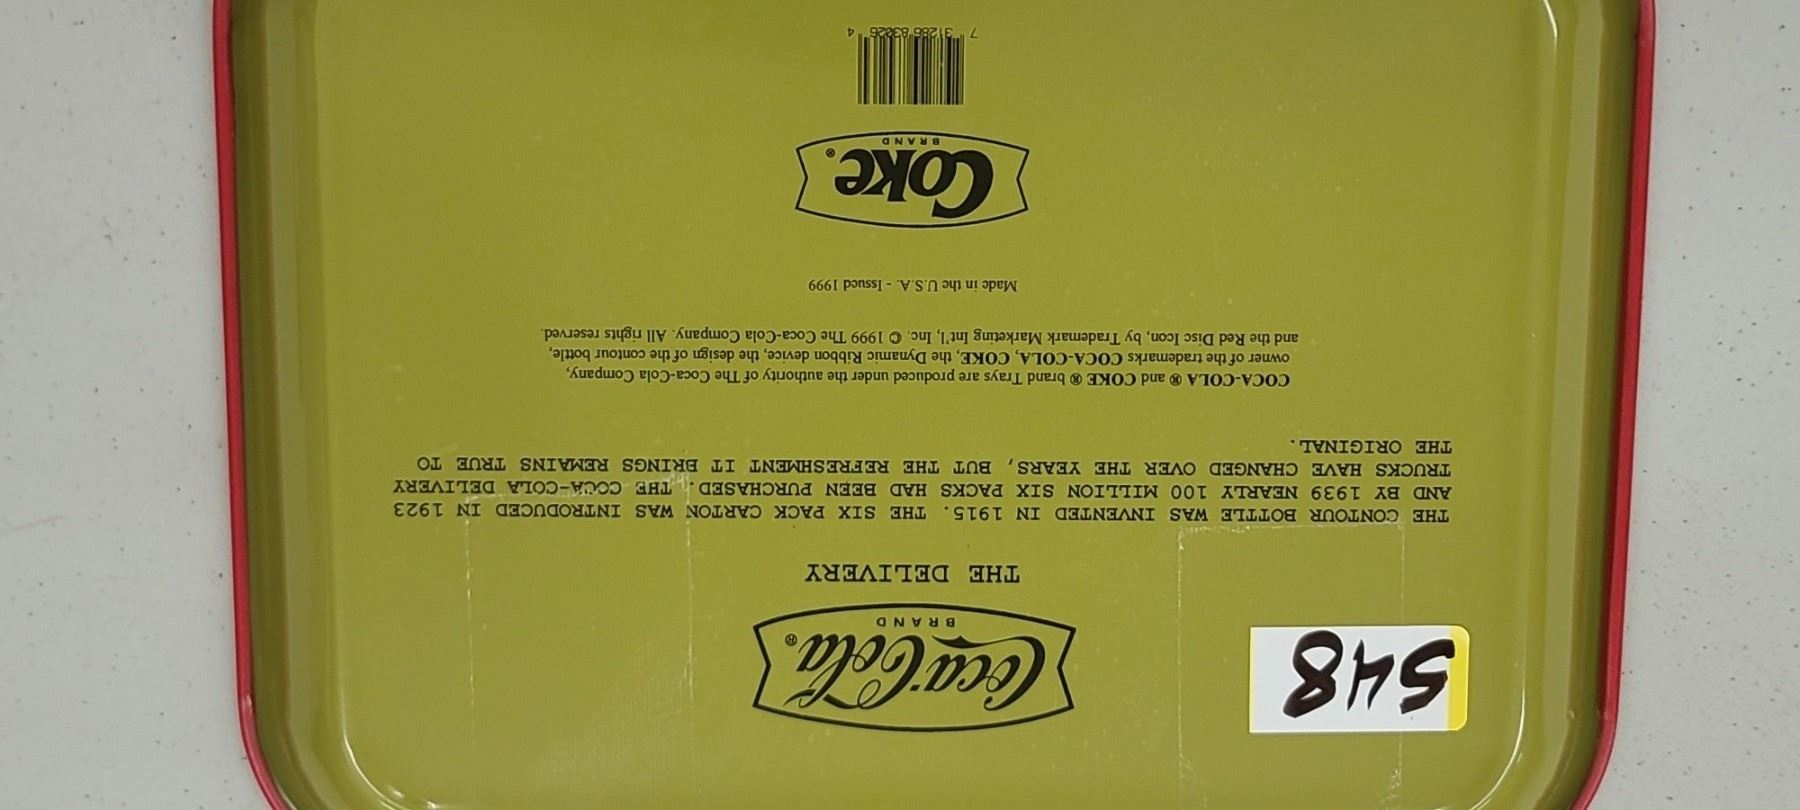 Coca-Cola®
BRAND
548
THE DELIVERY
THE CONTOUR BOTTLE WAS INVENTED IN 1915. THE SIX PACK CARTON WAS INTRODUCED IN 1923
AND BY 1939 NEARLY 100 MILLION SIX PACKS HAD BEEN PURCHASED. THE COCA-COLA DELIVERY
TRUCKS HAVE CHANGED OVER THE YEARS, BUT THE REFRESHMENT IT BRINGS REMAINS TRUE TO
THE ORIGINAL.
COCA-COLA ® and COKE ® brand Trays are produced under the authority of The Coca-Cola Company,
owner of the trademarks COCA-COLA, COKE, the Dynamic Ribbon device, the design of the contour bottle,
and the Red Disc Icon, by Trademark Marketing Int'l, Inc. © 1999 The Coca-Cola Company. All rights reserved.
Made in the U.S.A. - Issued 1999
Coke®
BRAND
7 31286 83026 4